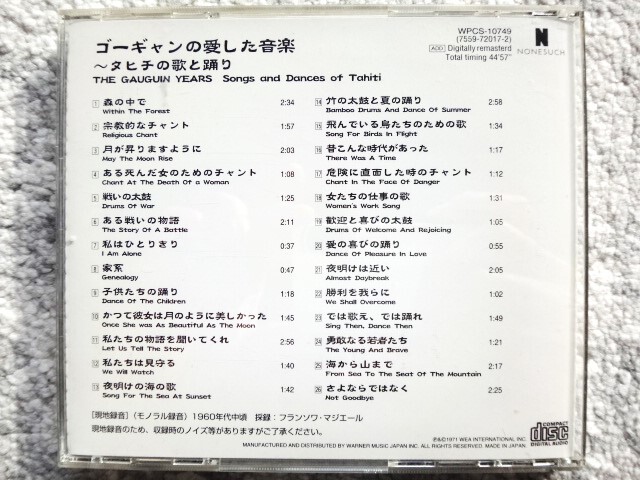 ゴーギャンの愛した音楽
～タヒチの歌と踊り
THE GAUGUIN YEARS Songs and Dances of Tahiti
WPCS-10749
(7559-72017-2)
ADD Digitally remasterd
Total timing 44'57"
N
NONESUCH
1 森の中で 2:34
Within The Forest
2 宗教的なチャント 1:57
Religious Chant
3 月が昇りますように 2:03
May The Moon Rise
4 ある死んだ女のためのチャント 1:08
Chant At The Death Of a Woman
5 戦いの太鼓 1:25
Drums Of War
6 ある戦いの物語 2:11
The Story Of A Battle
7 私はひとりきり 0:37
I Am Alone
8 家系 0:47
Genealogy
9 子供たちの踊り 1:18
Dance Of The Children
10 かつて彼女は月のように美しかった 1:45
Once She was As Beautiful As The Moon
11 私たちの物語を聞いてくれ 2:56
Let Us Tell The Story
12 私たちは見守る 1:40
We Will Watch
13 夜明けの海の歌 1:42
Song For The Sea At Sunset
14 竹の太鼓と夏の踊り 2:58
Bamboo Drums And Dance Of Summer
15 飛んでいる鳥たちのための歌 1:34
Song For Birds In Flight
16 昔こんな時代があった 1:17
There Was A Time
17 危険に直面した時のチャント 1:12
Chant In The Face Of Danger
18 女たちの仕事の歌 1:31
Women's Work Song
19 歓迎と喜びの太鼓 1:05
Drums Of Welcome And Rejoicing
20 愛の喜びの踊り 0:55
Dance Of Pleasure In Love
21 夜明けは近い 2:05
Almost Daybreak
22 勝利を我らに 1:02
We Shall Overcome
23 では歌え、では踊れ 1:49
Sing Then, Dance Then
24 勇敢なる若者たち 1:21
The Young And Brave
25 海から山まで 2:17
From Sea To The Seat Of The Mountain
26 さよならではなく 2:25
Not Goodbye
[現地録音] (モノラル録音) 1960年代中頃 採録：フランソワ・マジエール
現地録音のため、収録時のノイズ等がありますがご了承ください。
COMPACT
disc
DIGITAL AUDIO
℗&©1971 WEA INTERNATIONAL INC.
MANUFACTURED AND DISTRIBUTED BY WARNER MUSIC JAPAN INC. ALL RIGHTS RESERVED. MADE IN JAPAN.